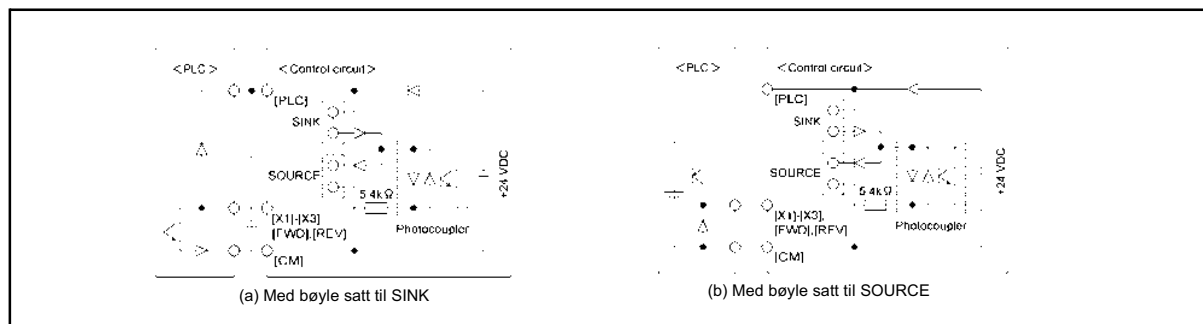 <PLC>
<Control circuit>
[PLC]
SINK
SOURCE
5.4kΩ
+24 VDC
Photocoupler
[X1]-[X3]
[FWD],[REV]
[CM]
(a) Med bøyle satt til SINK
<PLC>
<Control circuit>
[PLC]
SINK
SOURCE
5.4kΩ
+24 VDC
Photocoupler
[X1]-[X3],
[FWD],[REV]
[CM]
(b) Med bøyle satt til SOURCE